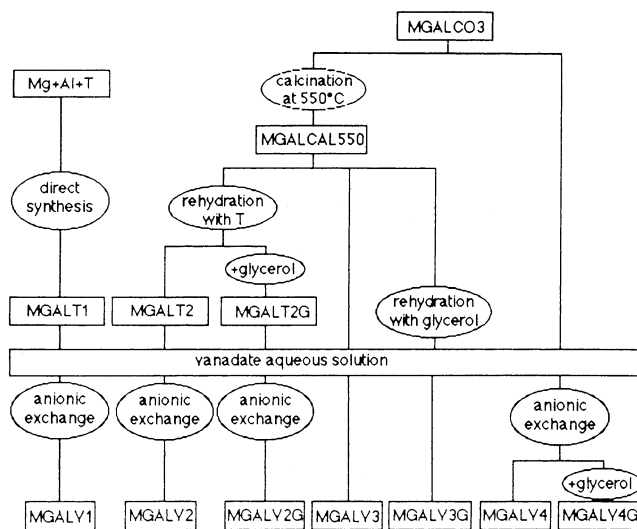 MGALCO3
Mg+Al+T
calcination
at 550°C
MGALCAL550
direct
synthesis
rehydration
with T
+glycerol
MGALT1
MGALT2
MGALT2G
rehydration
with glycerol
vanadate aqueous solution
anionic
exchange
anionic
exchange
anionic
exchange
anionic
exchange
+glycerol
MGALV1
MGALV2
MGALV2G
MGALV3
MGALV3G
MGALV4
MGALV4G